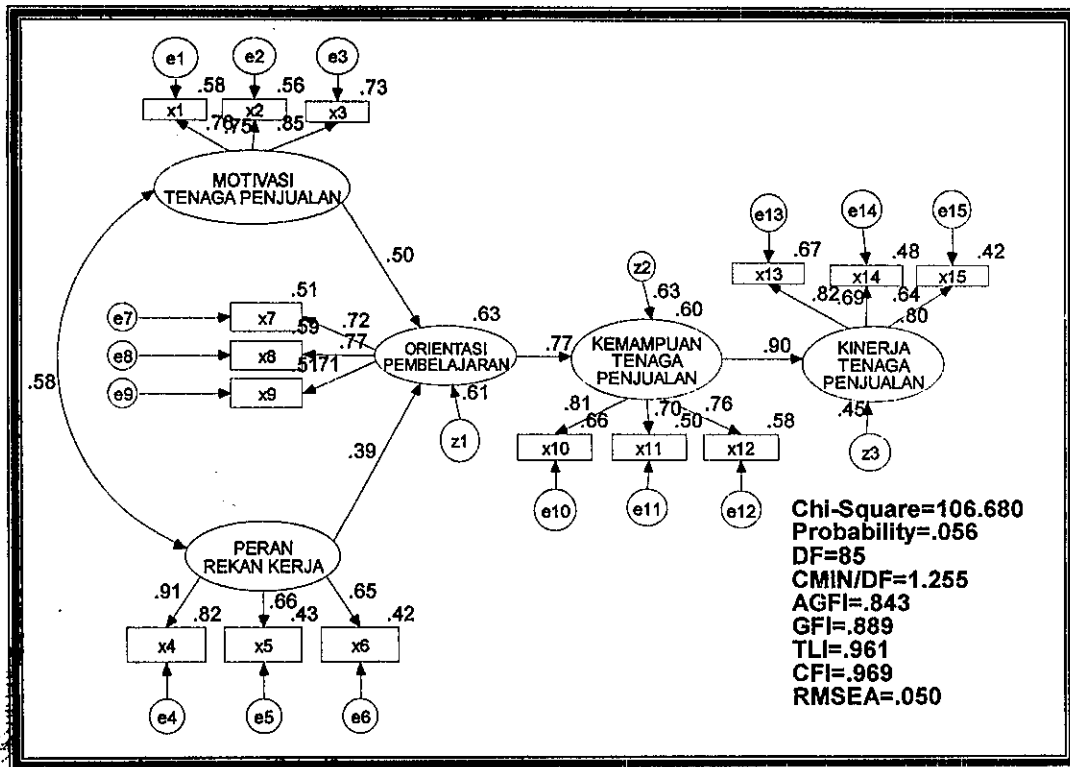 e1
e2
e3
.58
.56
.73
x1
x2
x3
.76
.75
.85
MOTIVASI
TENAGA PENJUALAN
.50
.58
e7
x7
.51
.72
e8
x8
.59
.77
e9
x9
.51
.71
ORIENTASI
PEMBELAJARAN
.63
.61
z1
.39
.77
z2
.63
.60
KEMAMPUAN
TENAGA
PENJUALAN
.81
.66
.70
.50
.76
.58
x10
x11
x12
e10
e11
e12
.90
e13
e14
e15
.67
.48
.42
x13
x14
x15
.82
.69
.64
.80
KINERJA
TENAGA
PENJUALAN
.45
z3
PERAN
REKAN KERJA
.91
.66
.65
.82
.43
.42
x4
x5
x6
e4
e5
e6
Chi-Square=106.680
Probability=.056
DF=85
CMIN/DF=1.255
AGFI=.843
GFI=.889
TLI=.961
CFI=.969
RMSEA=.050